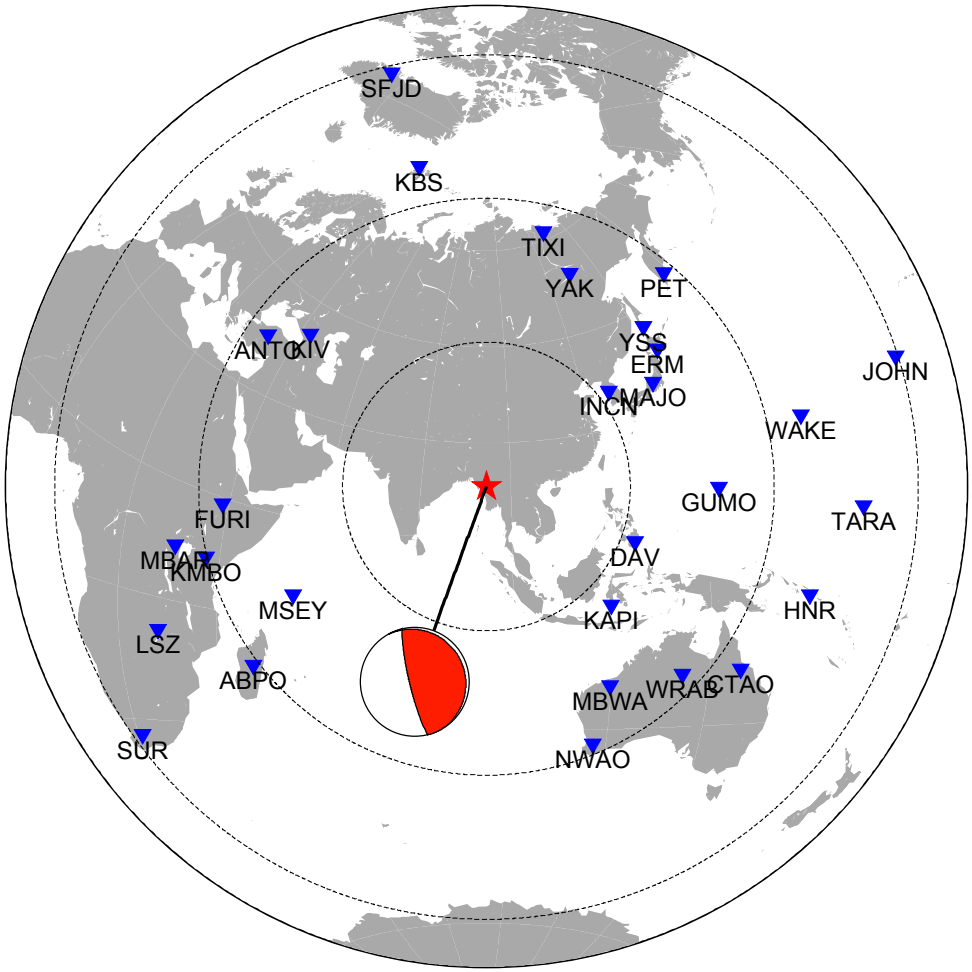 SFJD
KBS
TIXI
YAK
PET
YSS
ANTO
KIV
ERM
JOHN
INCN
MAJO
WAKE
GUMO
FURI
TARA
DAV
MBAR
KMBO
MSEY
HNR
KAPI
LSZ
ABPO
WRAB
CTAO
MBWA
SUR
NWAO